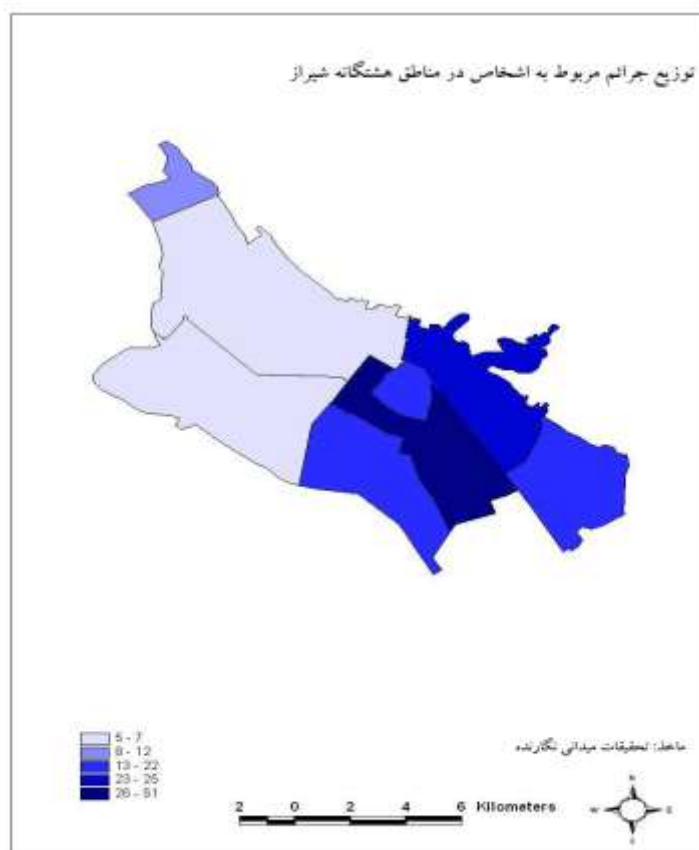 توزیع جرائم مربوط به اشخاص در مناطق هشتگانه شیراز
5 - 7
8 - 12
13 - 22
23 - 25
26 - 51
ماخذ: تحقیقات میدانی نگارنده
2 0 2 4 6 Kilometers
N
W E
S